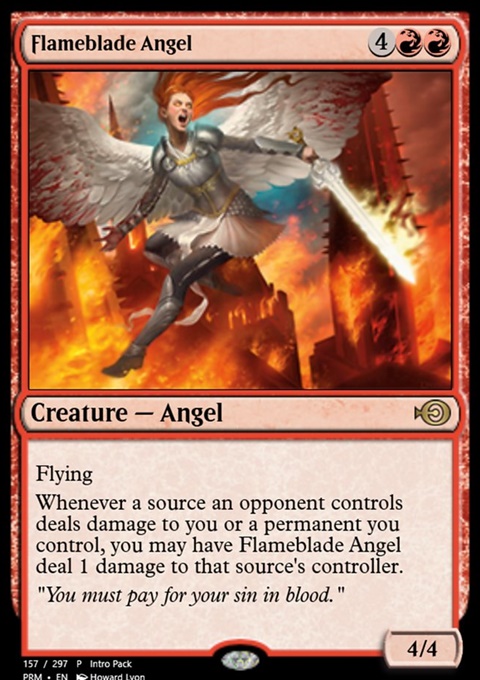 Flameblade Angel
4
Creature — Angel
Flying
Whenever a source an opponent controls
deals damage to you or a permanent you
control, you may have Flameblade Angel
deal 1 damage to that source's controller.
"You must pay for your sin in blood."
4/4
157 / 297 P Intro Pack
PRM • EN Howard Lyon